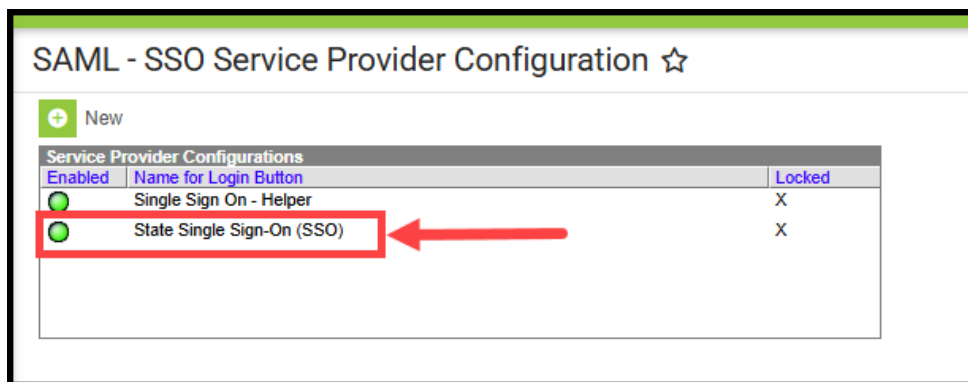 SAML - SSO Service Provider Configuration
New
Service Provider Configurations
Enabled Name for Login Button Locked
Single Sign On - Helper X
State Single Sign-On (SSO) X